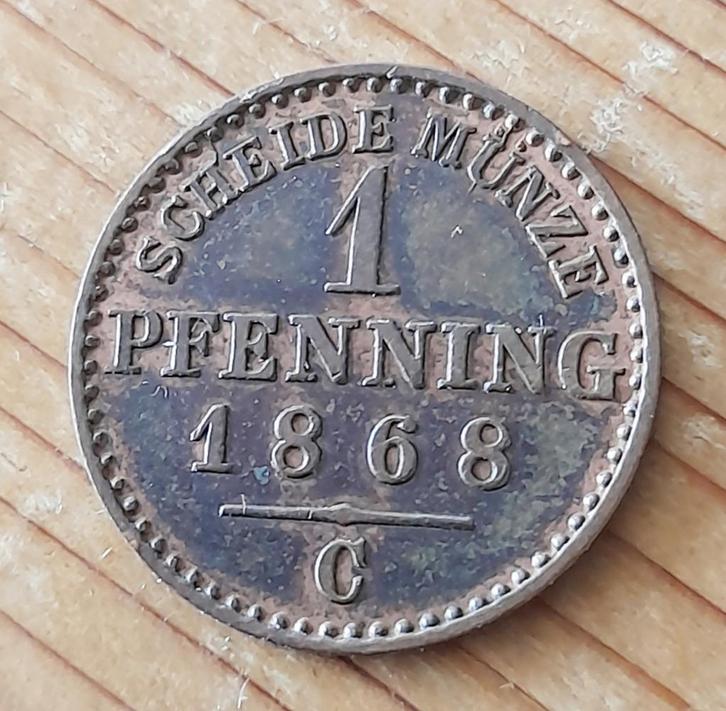 SCHEIDE MÜNZE
1
PFENNING
1868
C